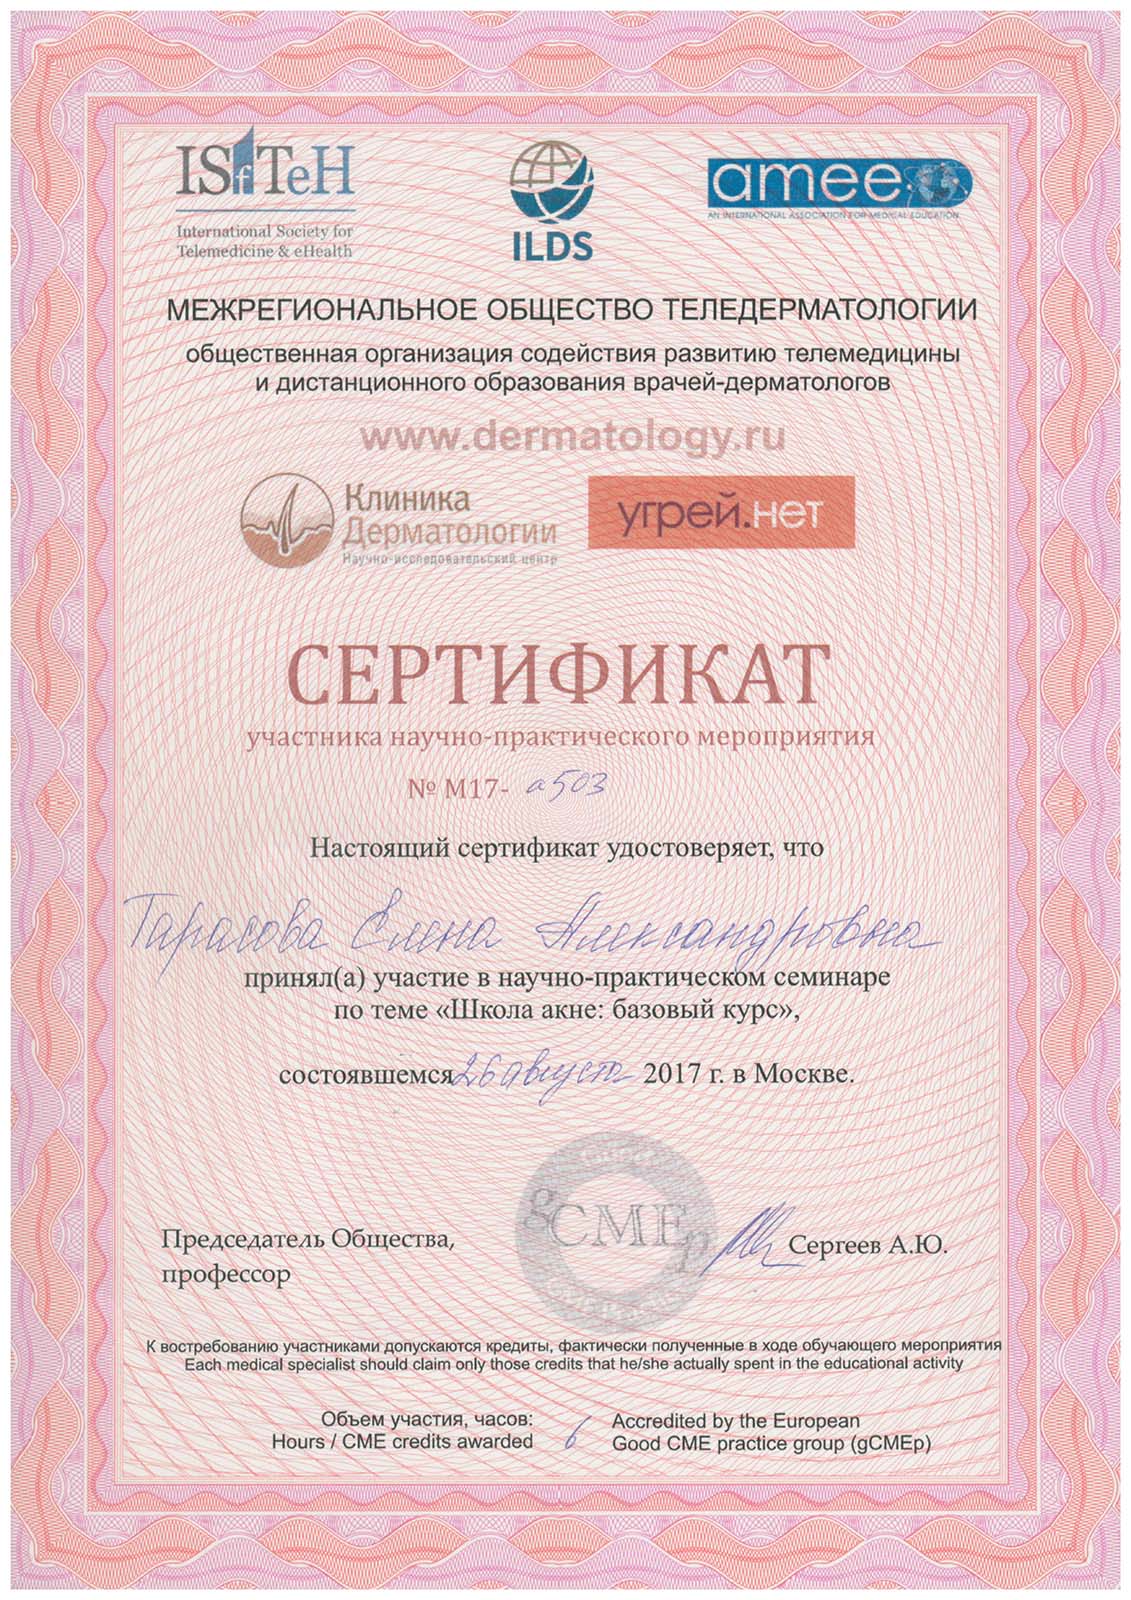 ISfTeH
International Society for
Telemedicine & eHealth
ILDS
amee
AN INTERNATIONAL ASSOCIATION FOR MEDICAL EDUCATION
МЕЖРЕГИОНАЛЬНОЕ ОБЩЕСТВО ТЕЛЕДЕРМАТОЛОГИИ
общественная организация содействия развитию телемедицины
и дистанционного образования врачей-дерматологов
www.dermatology.ru
Клиника
Дерматологии
Научно-исследовательский центр
угрей.нет
СЕРТИФИКАТ
участника научно-практического мероприятия
№ М17- а503
Настоящий сертификат удостоверяет, что
Тарасова Елена Александровна
принял(а) участие в научно-практическом семинаре
по теме «Школа акне: базовый курс»,
состоявшемся 26 августа 2017 г. в Москве.
gCMEp
Председатель Общества,
профессор
Сергеев А.Ю.
К востребованию участниками допускаются кредиты, фактически полученные в ходе обучающего мероприятия
Each medical specialist should claim only those credits that he/she actually spent in the educational activity
Объем участия, часов:
Hours / CME credits awarded 6
Accredited by the European
Good CME practice group (gCMEp)